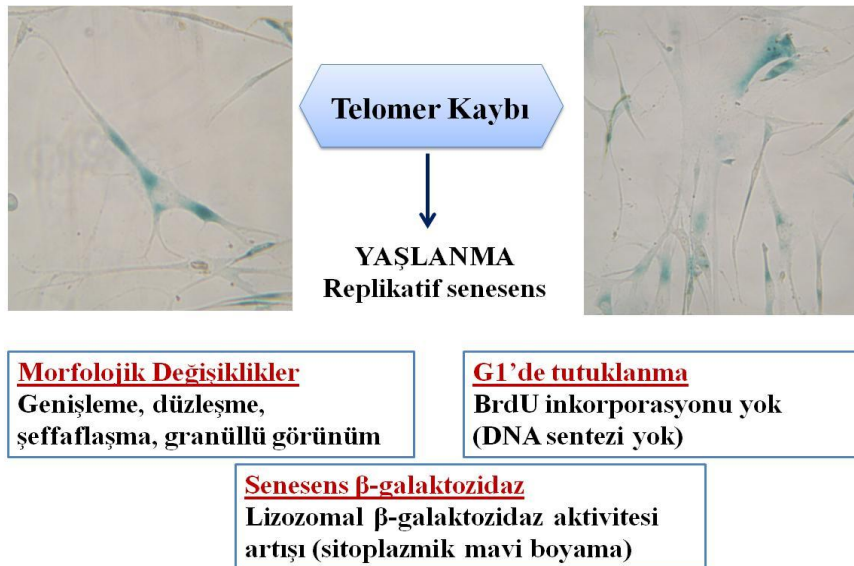 Telomer Kaybı
YAŞLANMA
Replikatif senesens
Morfolojik Değişiklikler
Genişleme, düzleşme,
şeffaflaşma, granüllü görünüm
G1’de tutuklanma
BrdU inkorporasyonu yok
(DNA sentezi yok)
Senesens β-galaktozidaz
Lizozomal β-galaktozidaz aktivitesi
artışı (sitoplazmik mavi boyama)